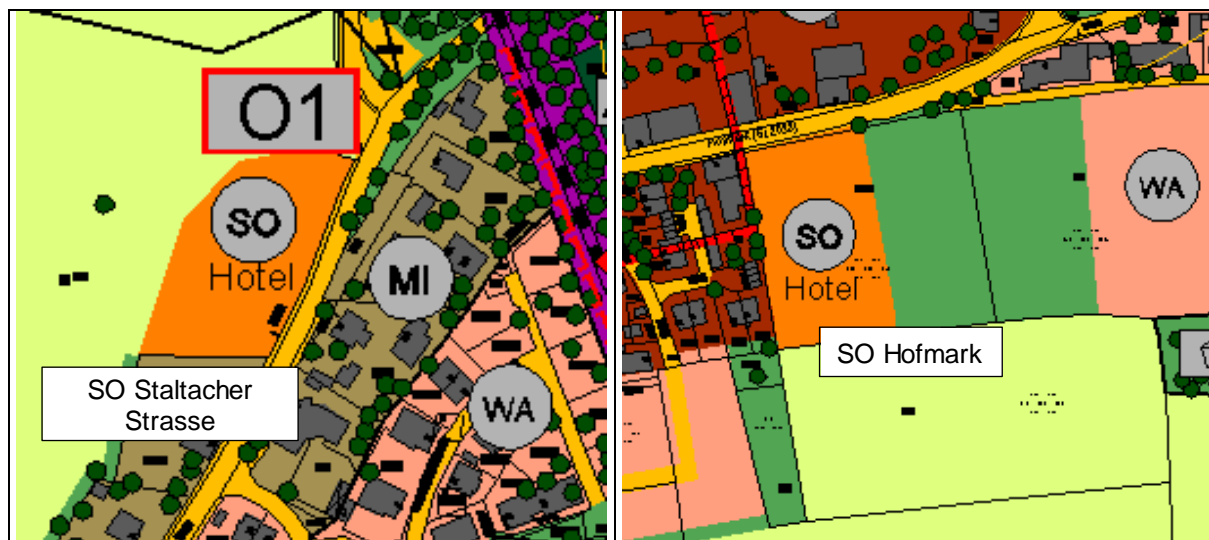 O1
SO
Hotel
MI
SO Staltacher
Strasse
WA
WA
SO
Hotel
SO Hofmark